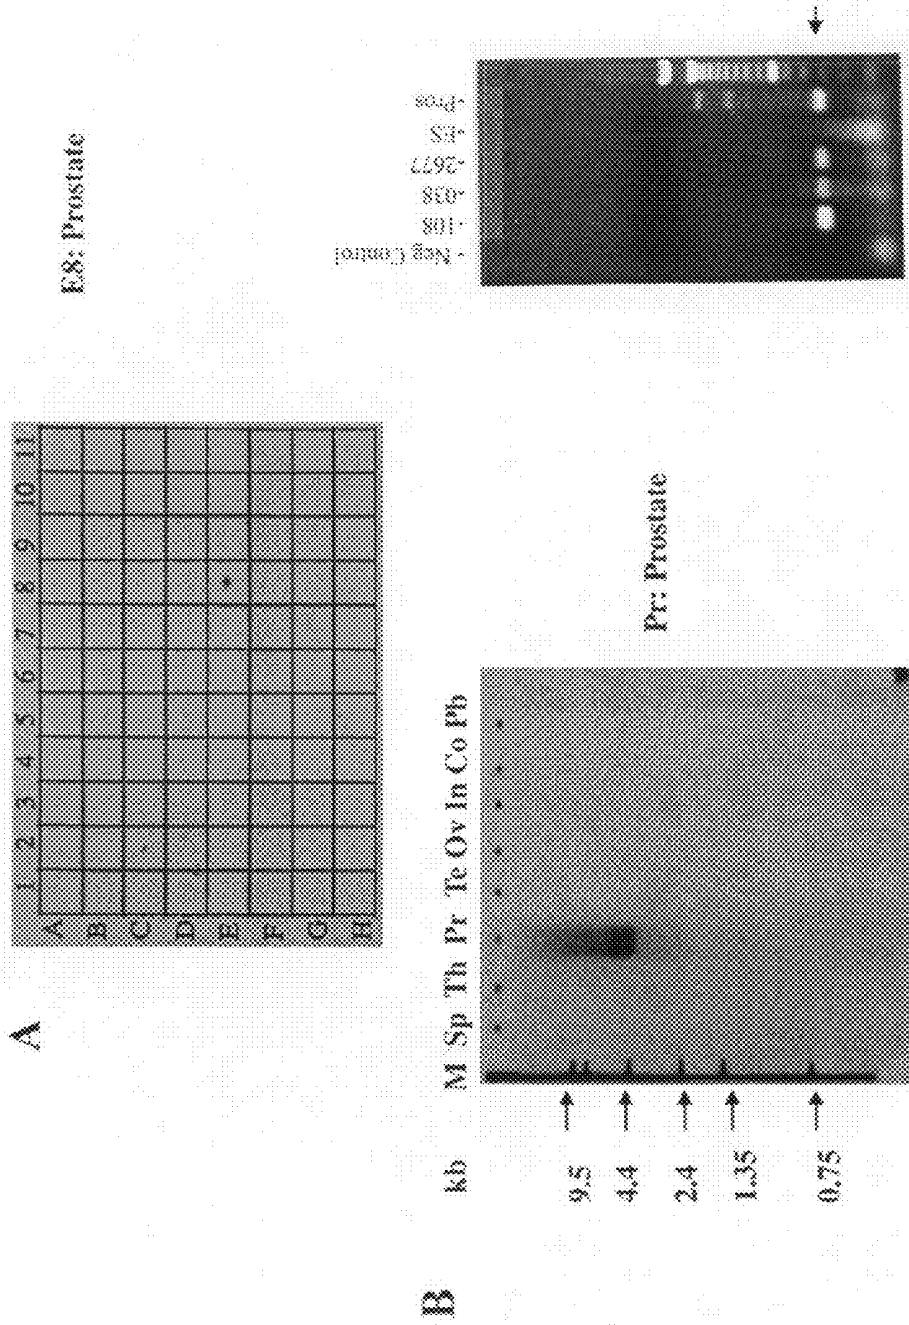 A
1 2 3 4 5 6 7 8 9 10 11
A
B
C
D
E
F
G
H
E8: Prostate
B
kb
M Sp Th Pr Te Ov In Co Pb
9.5
4.4
2.4
1.35
0.75
Pr: Prostate
- Neg Control
-108
-038
-2677
-ES
-Pros